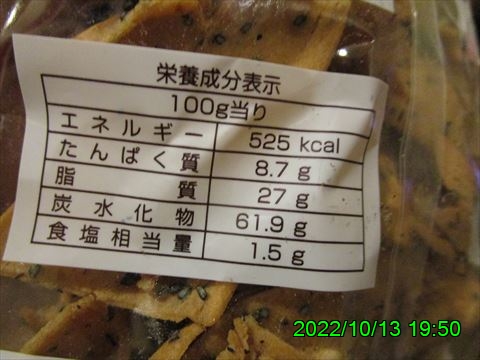 栄養成分表示
100g当り
エネルギー 525 kcal
たんぱく質 8.7 g
脂質 27 g
炭水化物 61.9 g
食塩相当量 1.5 g
2022/10/13 19:50